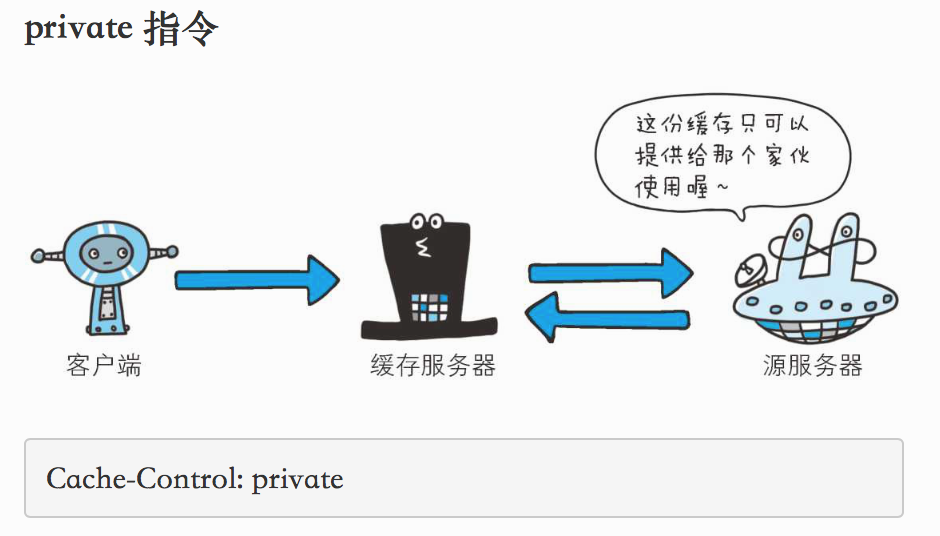 private 指令
这份缓存只可以
提供给那个家伙
使用喔~
客户端
缓存服务器
源服务器
Cache-Control: private